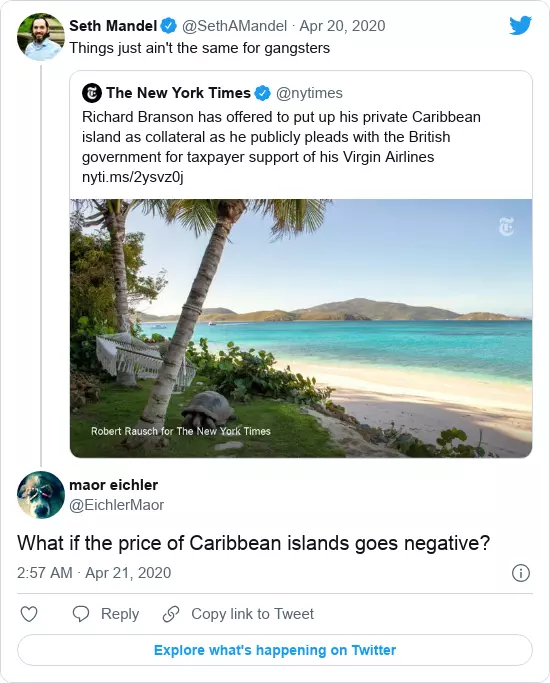 Seth Mandel @SethAMandel · Apr 20, 2020
Things just ain't the same for gangsters
The New York Times @nytimes
Richard Branson has offered to put up his private Caribbean
island as collateral as he publicly pleads with the British
government for taxpayer support of his Virgin Airlines
nyti.ms/2ysvz0j
Robert Rausch for The New York Times
maor eichler
@EichlerMaor
What if the price of Caribbean islands goes negative?
2:57 AM · Apr 21, 2020
Reply
Copy link to Tweet
Explore what's happening on Twitter